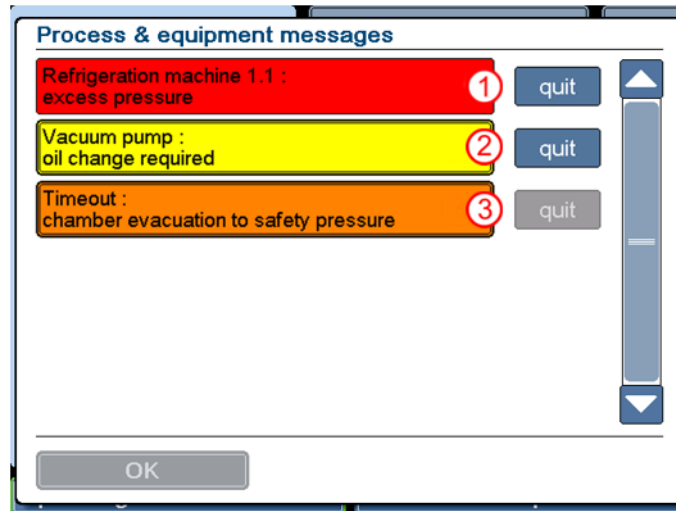 Process & equipment messages
Refrigeration machine 1.1 :
excess pressure
1
quit
Vacuum pump :
oil change required
2
quit
Timeout :
chamber evacuation to safety pressure
3
quit
OK